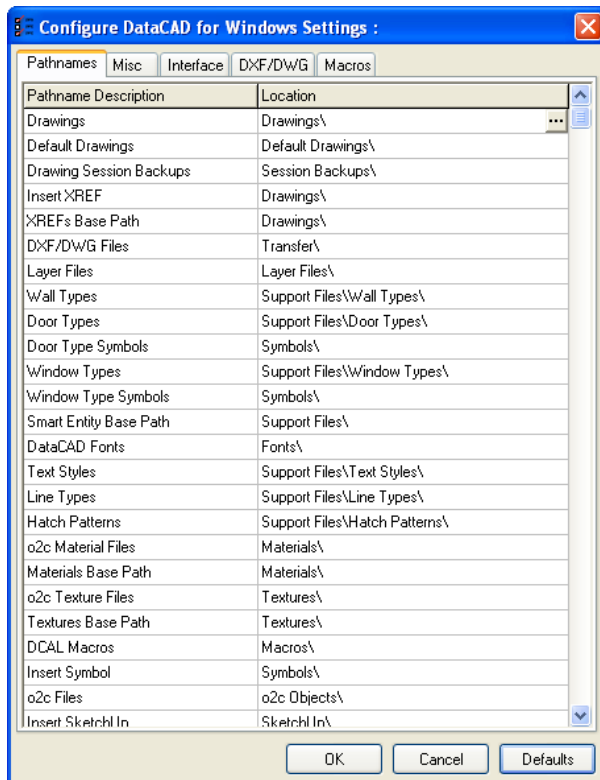 Configure DataCAD for Windows Settings :
Pathnames Misc Interface DXF/DWG Macros
Pathname Description Location
Drawings Drawings\ ...
Default Drawings Default Drawings\
Drawing Session Backups Session Backups\
Insert XREF Drawings\
XREFs Base Path Drawings\
DXF/DWG Files Transfer\
Layer Files Layer Files\
Wall Types Support Files\Wall Types\
Door Types Support Files\Door Types\
Door Type Symbols Symbols\
Window Types Support Files\Window Types\
Window Type Symbols Symbols\
Smart Entity Base Path Support Files\
DataCAD Fonts Fonts\
Text Styles Support Files\Text Styles\
Line Types Support Files\Line Types\
Hatch Patterns Support Files\Hatch Patterns\
o2c Material Files Materials\
Materials Base Path Materials\
o2c Texture Files Textures\
Textures Base Path Textures\
DCAL Macros Macros\
Insert Symbol Symbols\
o2c Files o2c Objects\
Insert SketchUp SketchUp\
OK Cancel Defaults